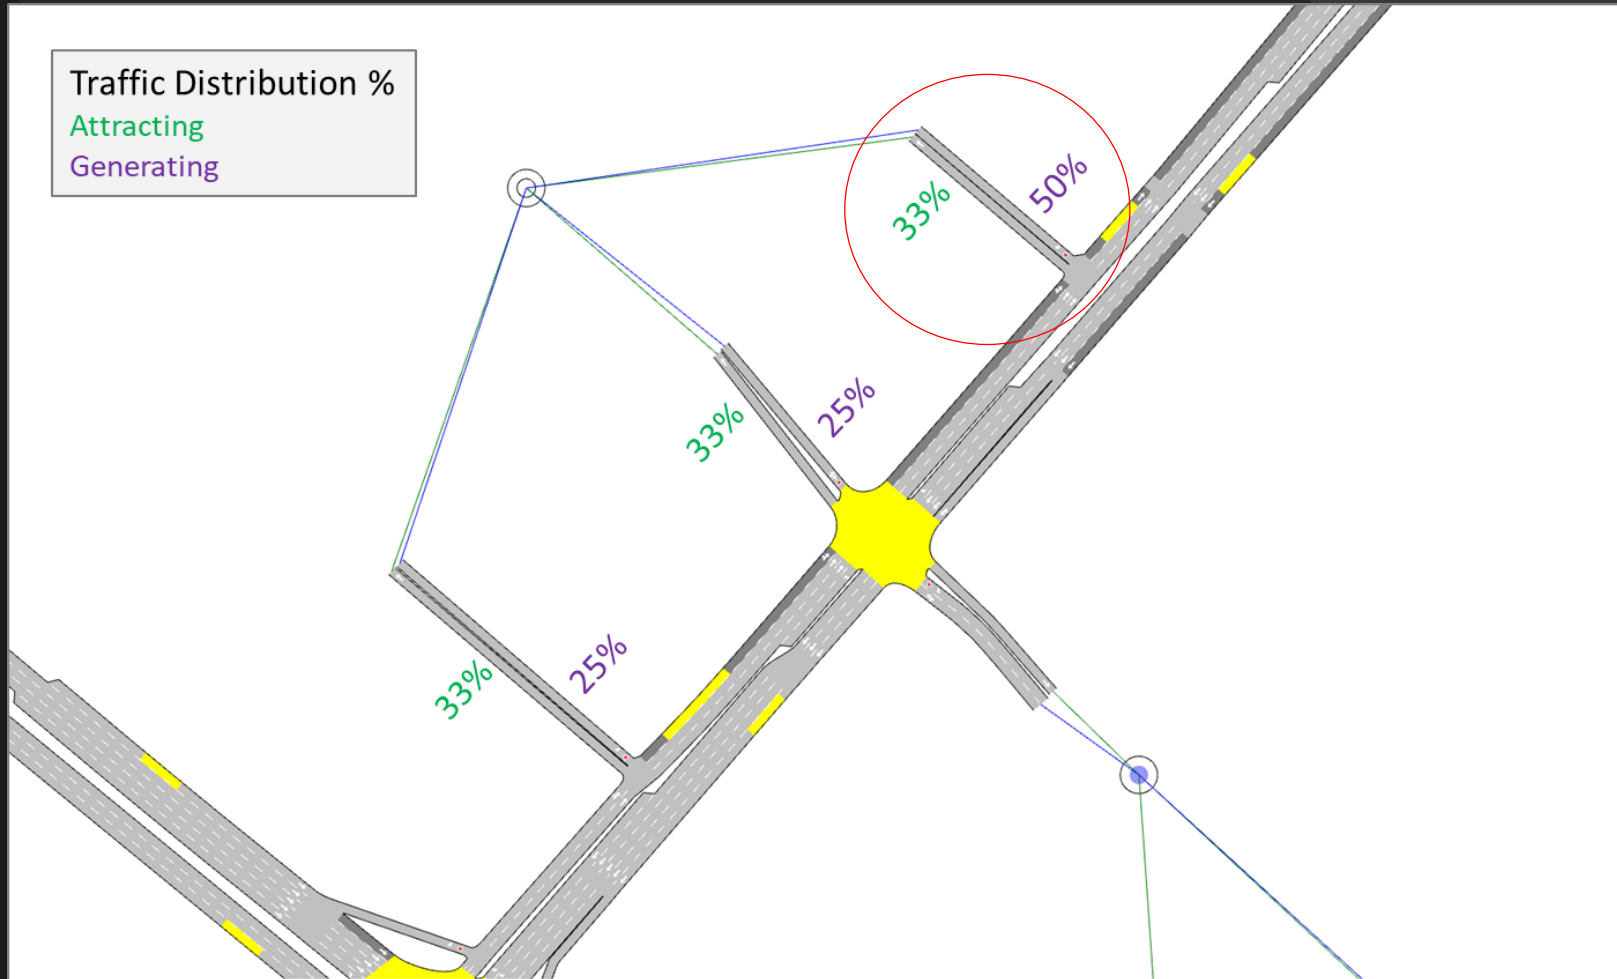 Traffic Distribution %
Attracting
Generating
50%
33%
25%
33%
25%
33%